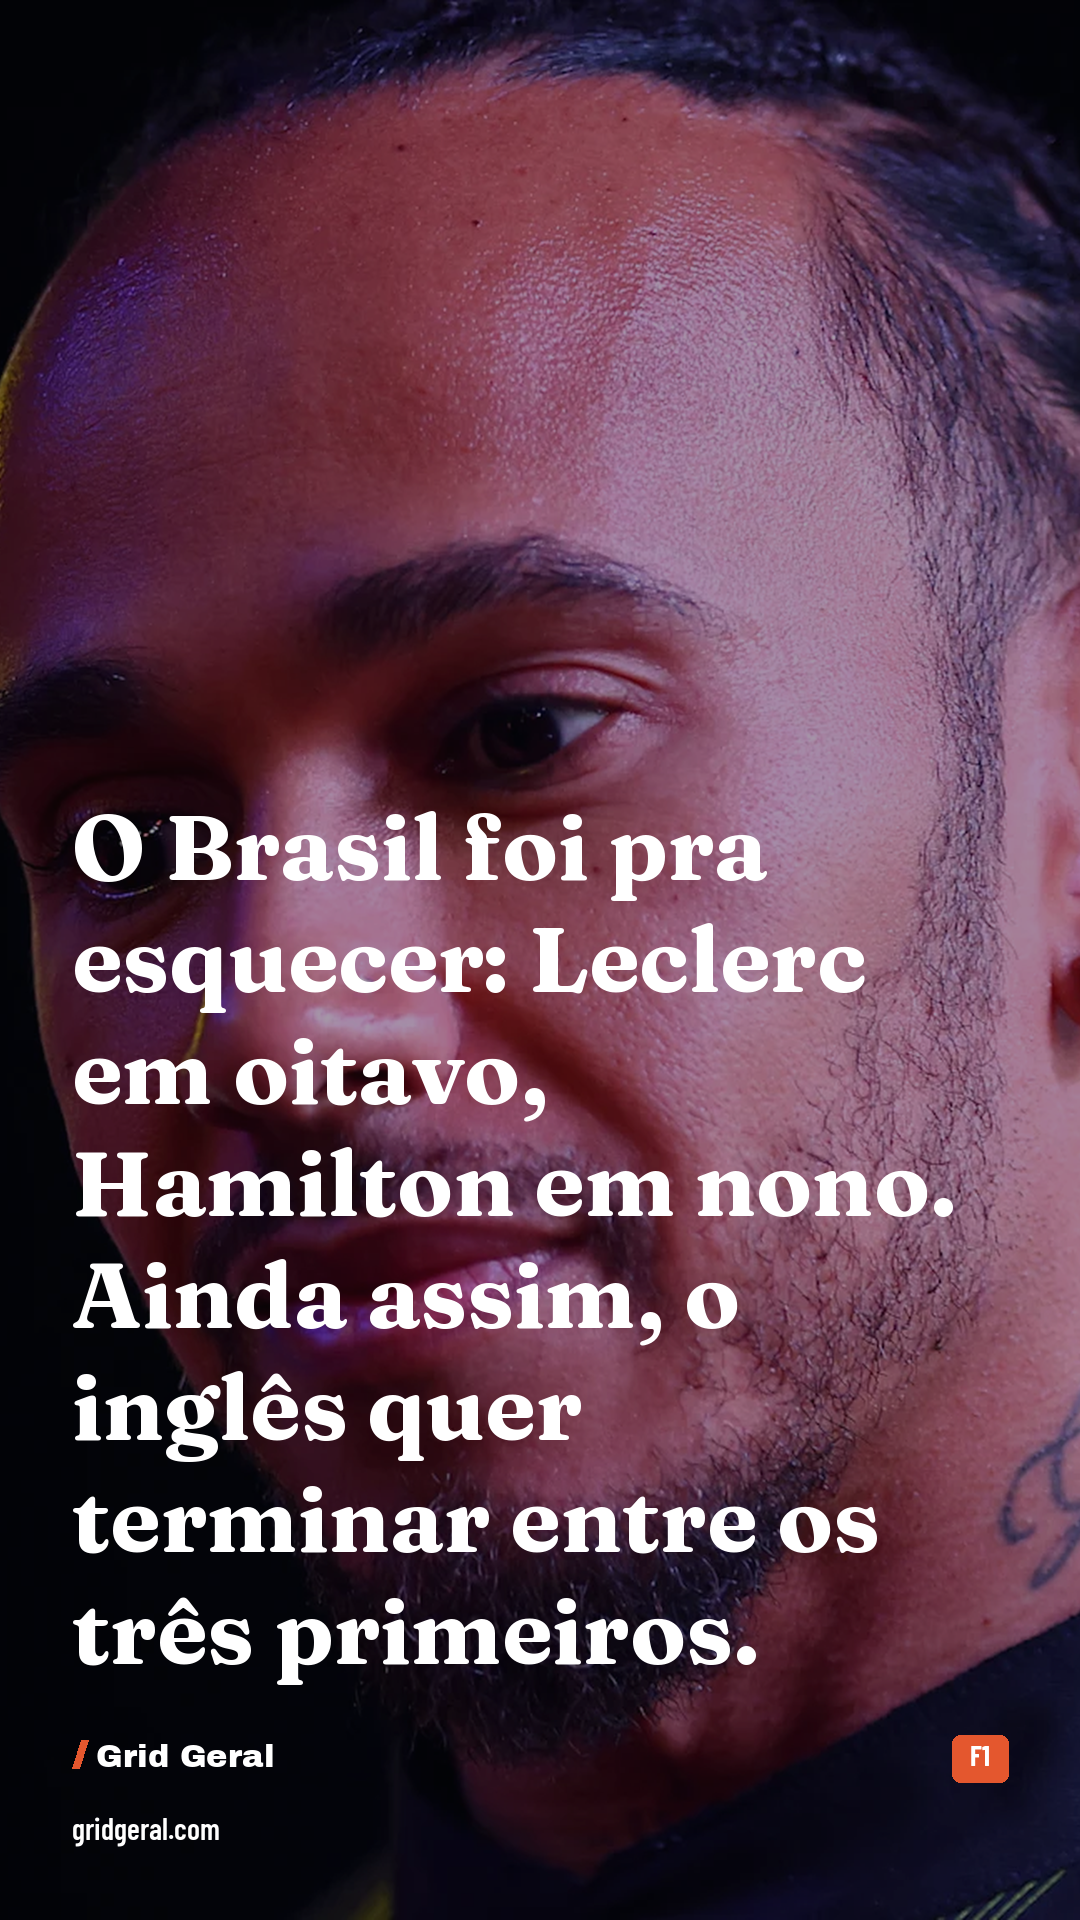 O Brasil foi pra
esquecer: Leclerc
em oitavo,
Hamilton em nono.
Ainda assim, o
inglês quer
terminar entre os
três primeiros.
/ Grid Geral
F1
gridgeral.com